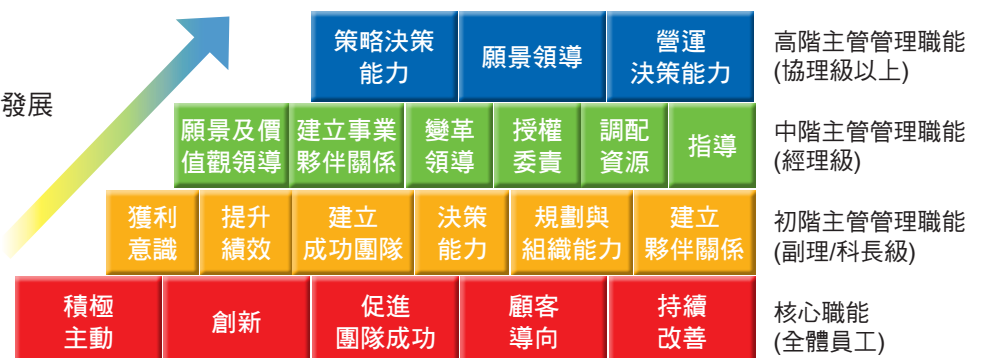 發展
策略決策
能力
願景領導
營運
決策能力
高階主管管理職能
(協理級以上)
願景及價
值觀領導
建立事業
夥伴關係
變革
領導
授權
委責
調配
資源
指導
中階主管管理職能
(經理級)
獲利
意識
提升
績效
建立
成功團隊
決策
能力
規劃與
組織能力
建立
夥伴關係
初階主管管理職能
(副理/科長級)
積極
主動
創新
促進
團隊成功
顧客
導向
持續
改善
核心職能
(全體員工)